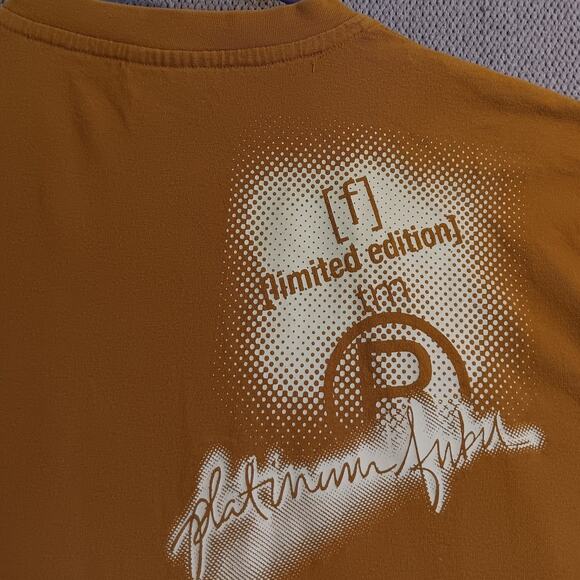 [f]
[limited edition]
tm
P
platinum fubu